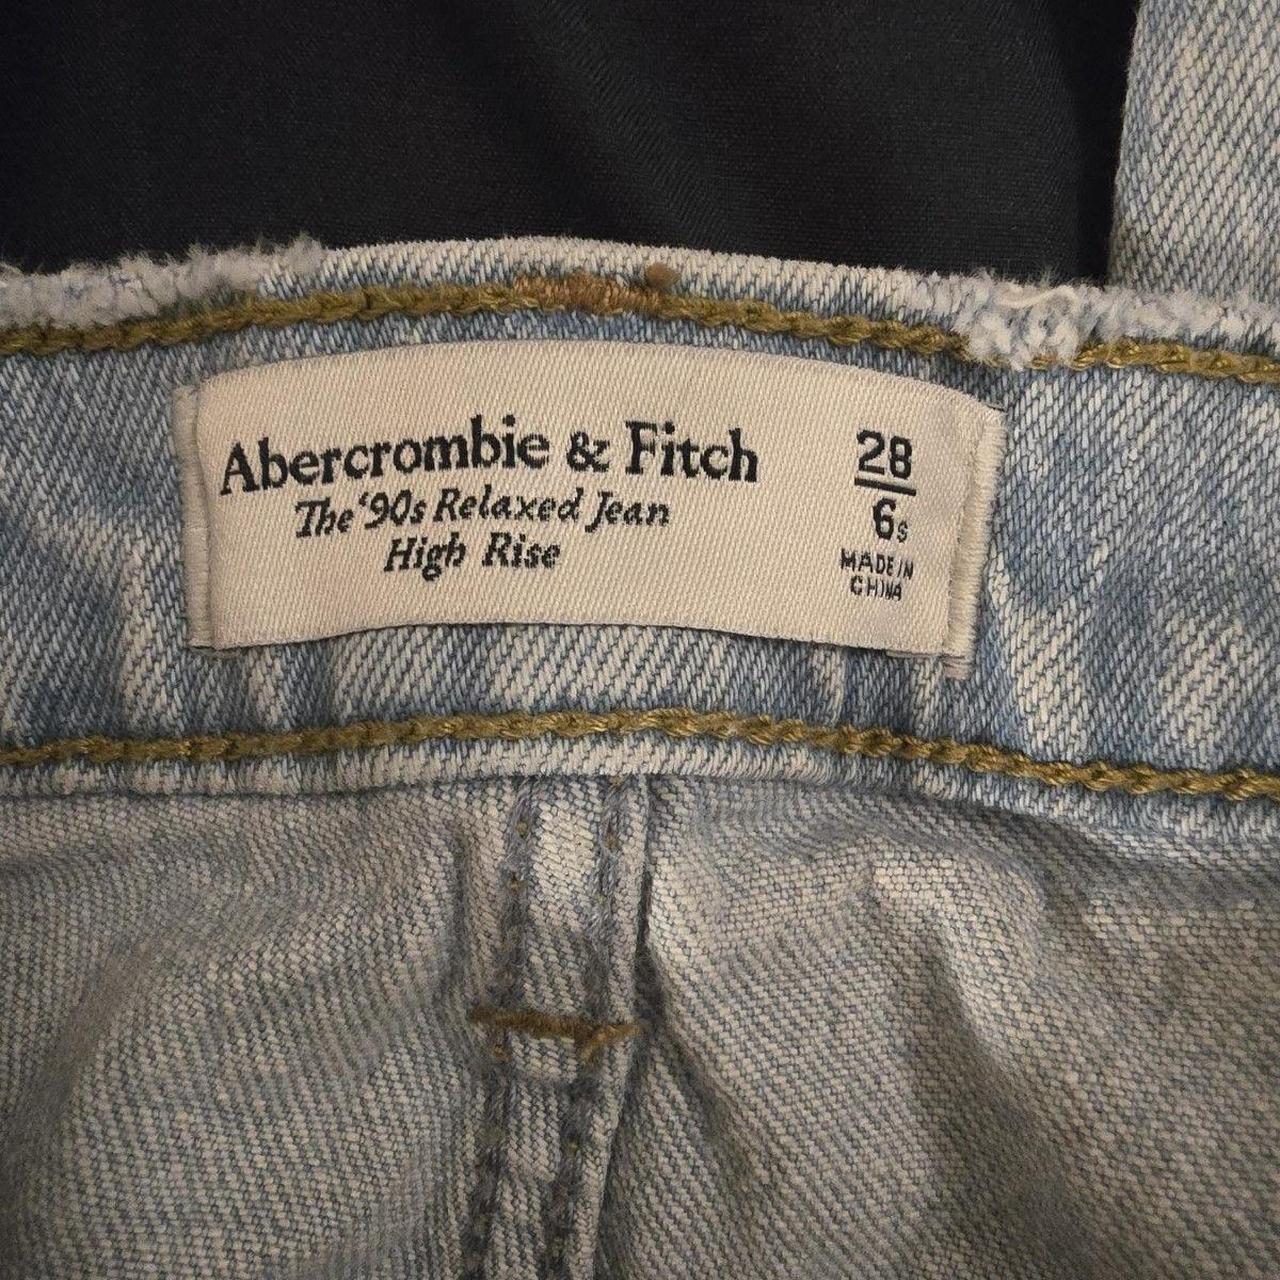 Abercrombie & Fitch
The '90s Relaxed Jean
High Rise
28
6s
MADE IN
CHINA